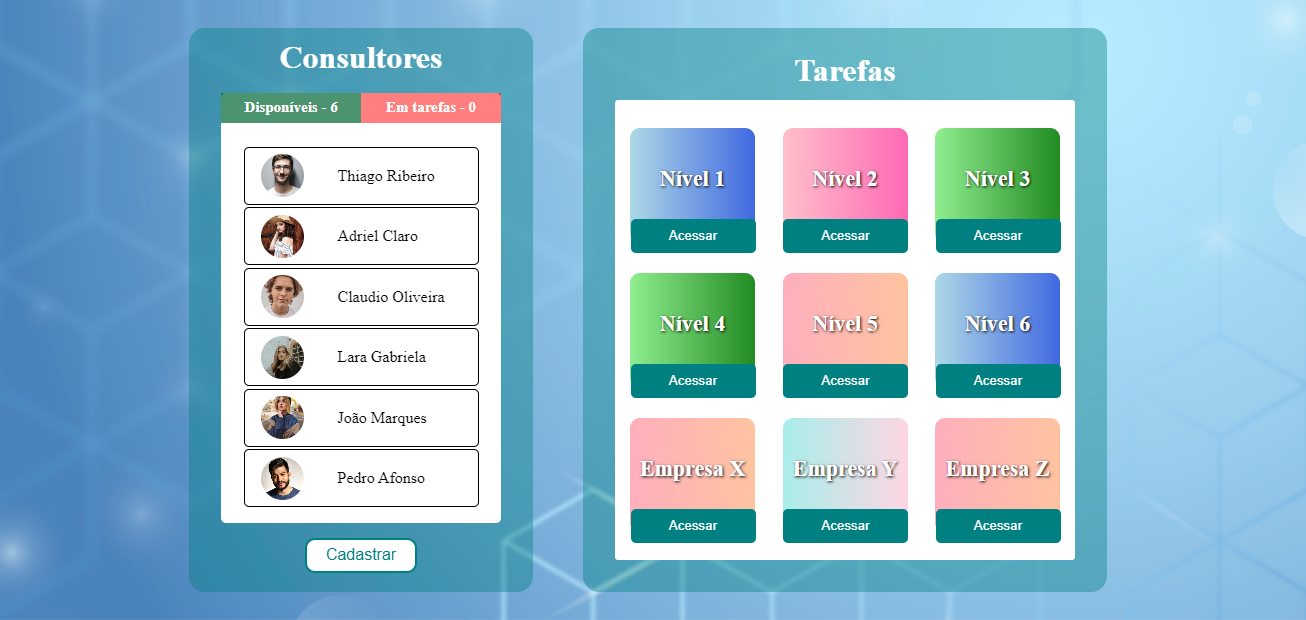 Consultores
Disponíveis - 6
Em tarefas - 0
Thiago Ribeiro
Adriel Claro
Claudio Oliveira
Lara Gabriela
João Marques
Pedro Afonso
Cadastrar
Tarefas
Nível 1
Acessar
Nível 2
Acessar
Nível 3
Acessar
Nível 4
Acessar
Nível 5
Acessar
Nível 6
Acessar
Empresa X
Acessar
Empresa Y
Acessar
Empresa Z
Acessar